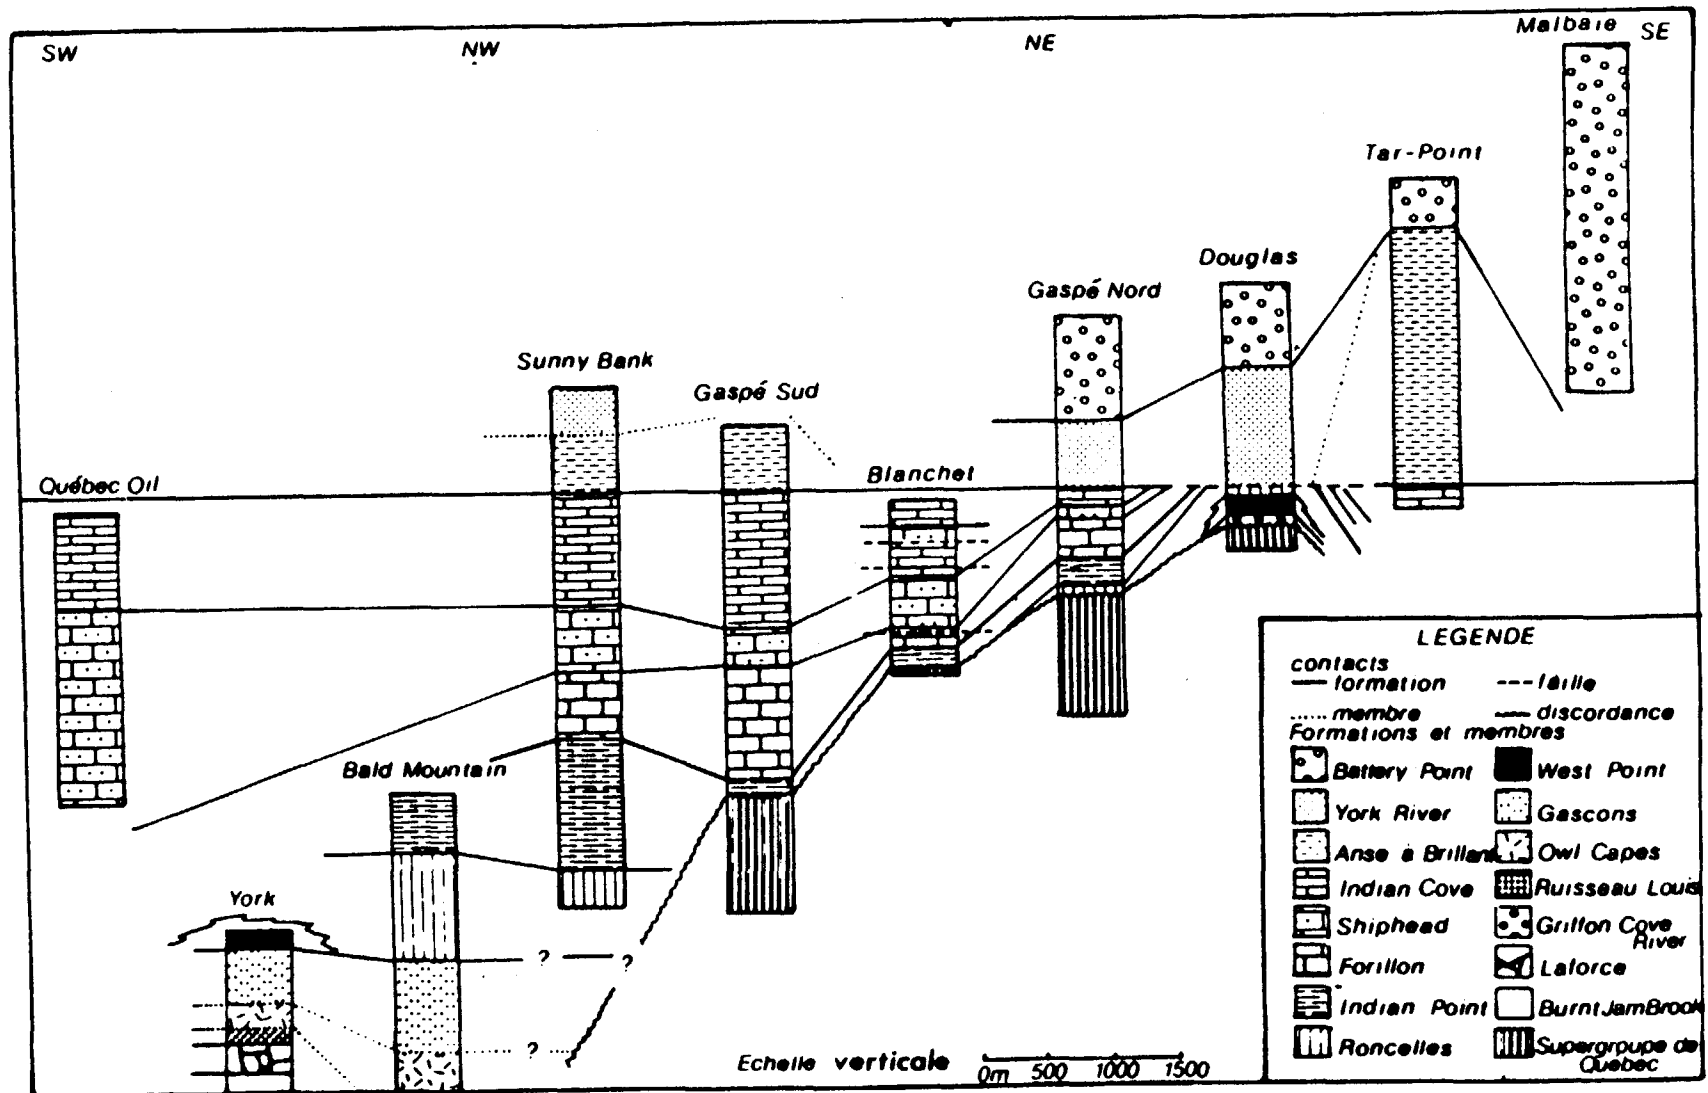 SW
NW
NE
Malbaie
SE
Tar-Point
Douglas
Gaspé Nord
Sunny Bank
Gaspé Sud
Blanchet
Québec Oil
Bald Mountain
York
?
?
?
LEGENDE
contacts
formation
faille
membre
discordance
Formations et membres
Battery Point
West Point
York River
Gascons
Anse à Brillant
Owl Capes
Indian Cove
Ruisseau Louis
Shiphead
Griffon Cove
River
Forillon
Laforce
Indian Point
Burnt Jam Brook
Roncelles
Supergroupe de
Québec
Echelle verticale
0m 500 1000 1500